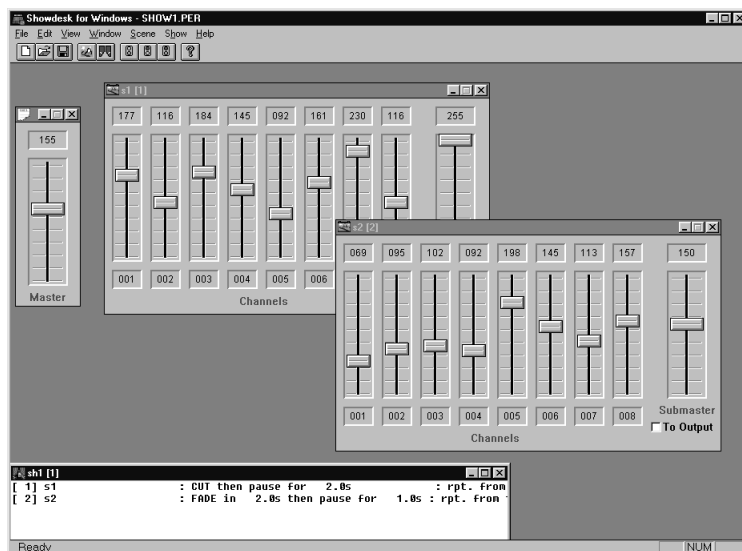 Showdesk for Windows - SHOW1.PER
File Edit View Window Scene Show Help
s1 [1]
177 116 184 145 092 161 230 116 255
155
Master
001 002 003 004 005 006
Channels
s2 [2]
069 095 102 092 198 145 113 157 150
001 002 003 004 005 006 007 008
Submaster
To Output
Channels
sh1 [1]
[ 1] s1 : CUT then pause for 2.0s : rpt. from
[ 2] s2 : FADE in 2.0s then pause for 1.0s : rpt. from
Ready NUM